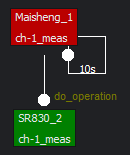 Maisheng_1
ch-1_meas
10s
do_operation
SR830_2
ch-1_meas